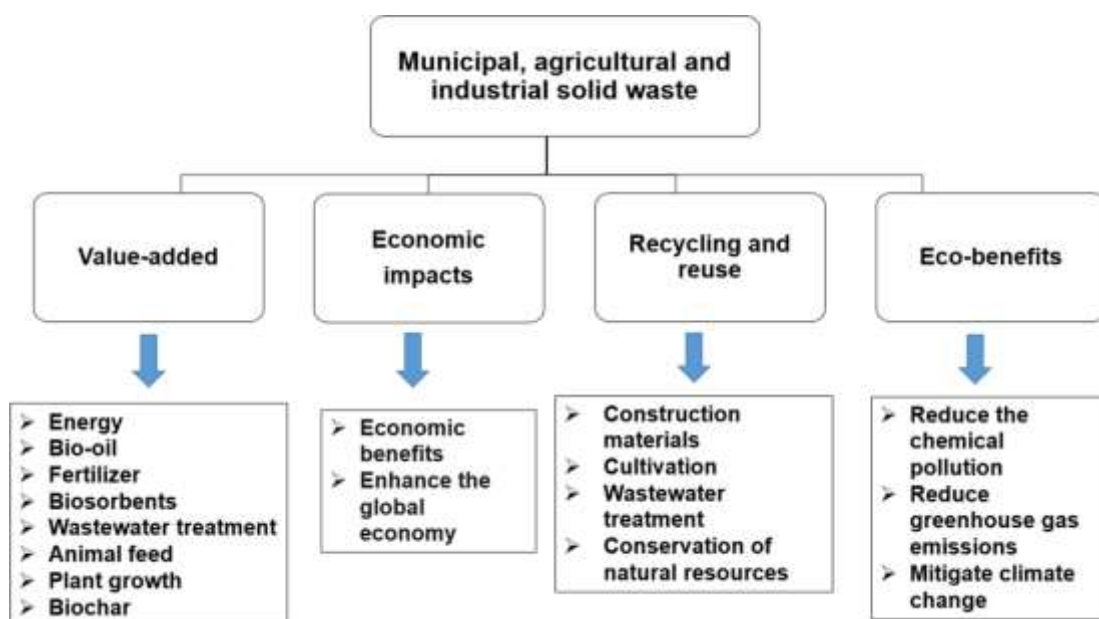 Municipal, agricultural and
industrial solid waste
Value-added
Economic
impacts
Recycling and
reuse
Eco-benefits
➢ Energy
➢ Bio-oil
➢ Fertilizer
➢ Biosorbents
➢ Wastewater treatment
➢ Animal feed
➢ Plant growth
➢ Biochar
➢ Economic
benefits
➢ Enhance the
global
economy
➢ Construction
materials
➢ Cultivation
➢ Wastewater
treatment
➢ Conservation of
natural resources
➢ Reduce the
chemical
pollution
➢ Reduce
greenhouse gas
emissions
➢ Mitigate climate
change